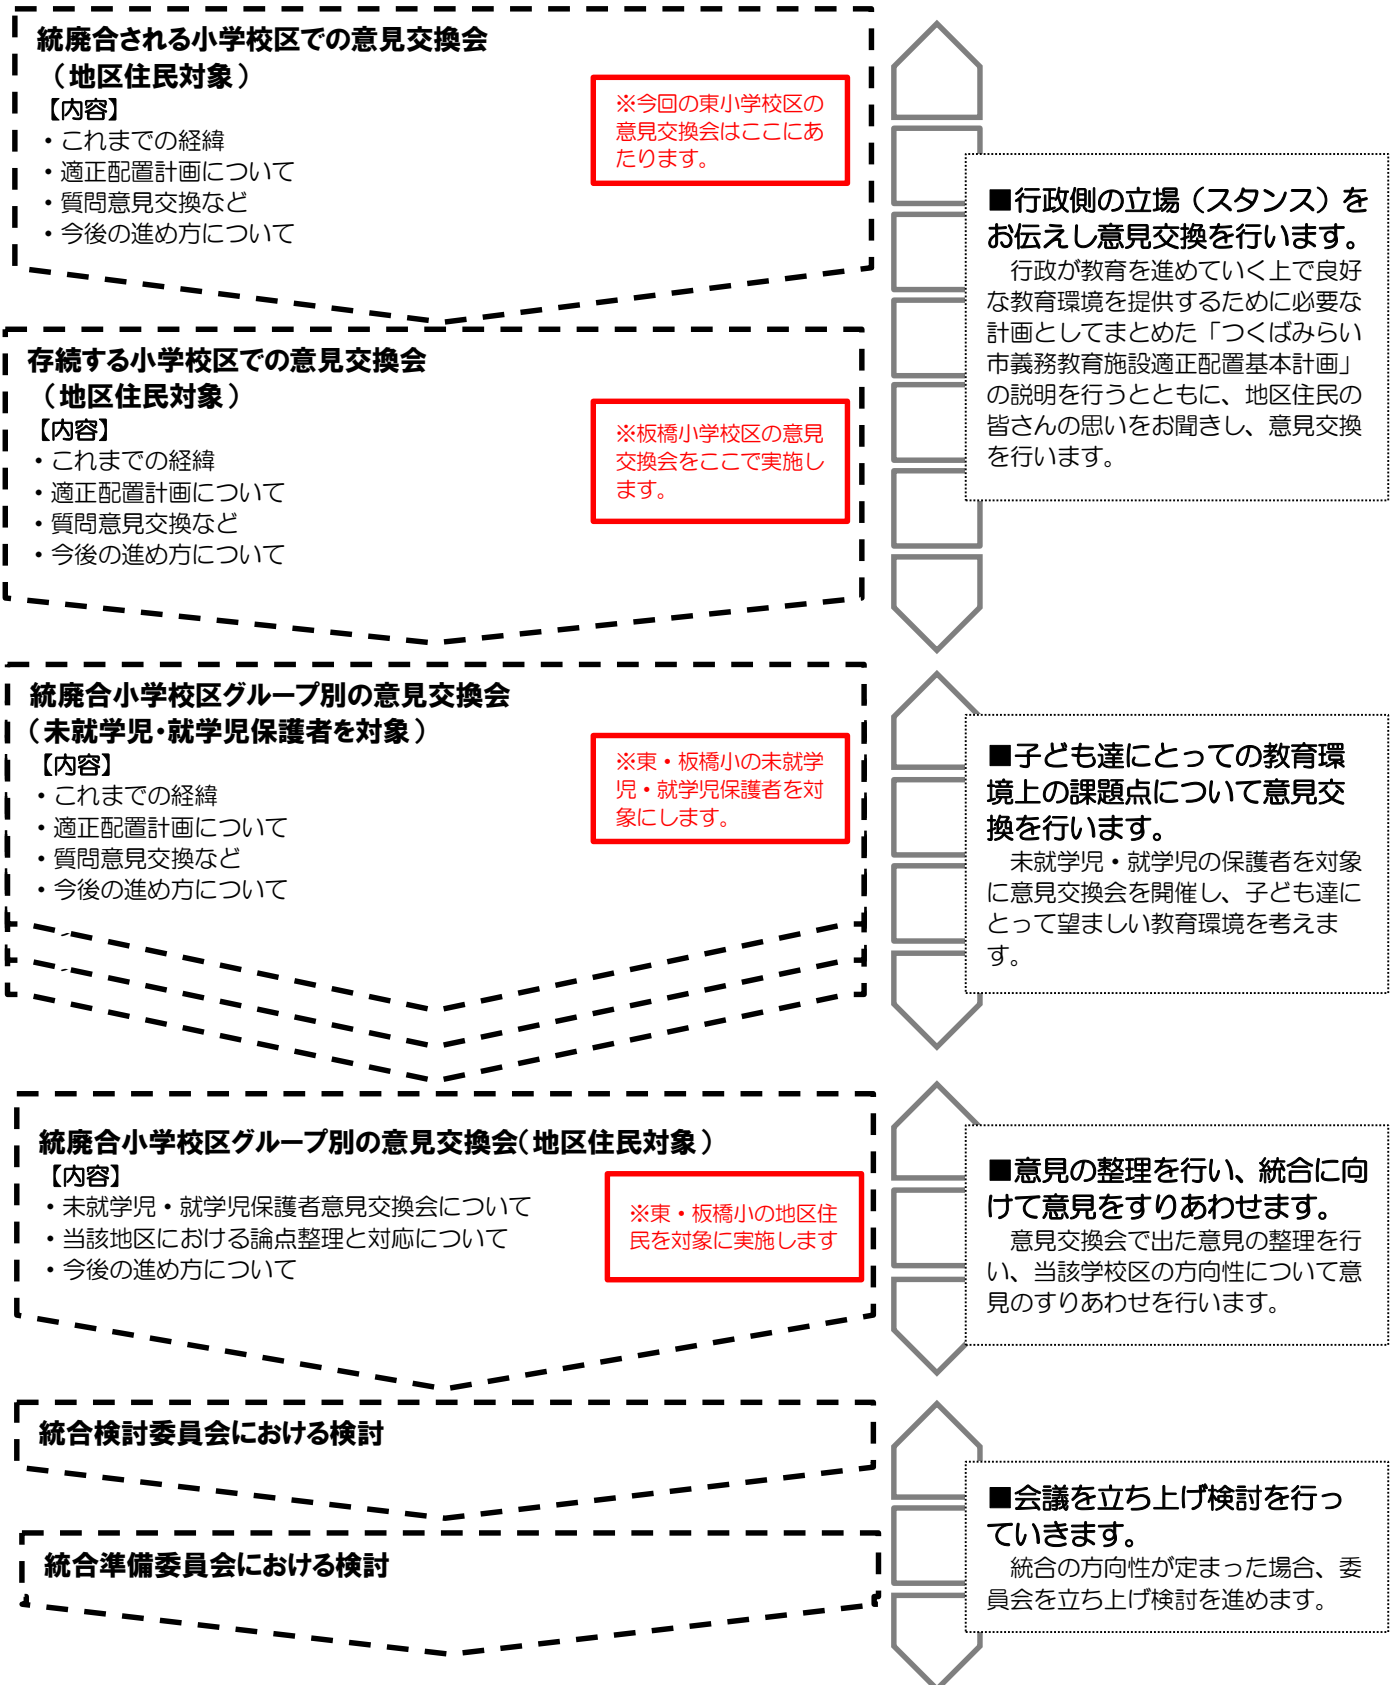 統廃合される小学校区での意見交換会
（地区住民対象）
【内容】
・これまでの経緯
・適正配置計画について
・質問意見交換など
・今後の進め方について
※今回の東小学校区の
意見交換会はここにあ
たります。
存続する小学校区での意見交換会
（地区住民対象）
【内容】
・これまでの経緯
・適正配置計画について
・質問意見交換など
・今後の進め方について
※板橋小学校区の意見
交換会をここで実施し
ます。
■行政側の立場（スタンス）を
お伝えし意見交換を行います。
　行政が教育を進めていく上で良好
な教育環境を提供するために必要な
計画としてまとめた「つくばみらい
市義務教育施設適正配置基本計画」
の説明を行うとともに、地区住民の
皆さんの思いをお聞きし、意見交換
を行います。
統廃合小学校区グループ別の意見交換会
（未就学児・就学児保護者を対象）
【内容】
・これまでの経緯
・適正配置計画について
・質問意見交換など
・今後の進め方について
※東・板橋小の未就学
児・就学児保護者を対
象にします。
■子ども達にとっての教育環
境上の課題点について意見交
換を行います。
　未就学児・就学児の保護者を対象
に意見交換会を開催し、子ども達に
とって望ましい教育環境を考えま
す。
統廃合小学校区グループ別の意見交換会（地区住民対象）
【内容】
・未就学児・就学児保護者意見交換会について
・当該地区における論点整理と対応について
・今後の進め方について
※東・板橋小の地区住
民を対象に実施します
■意見の整理を行い、統合に向
けて意見をすりあわせます。
　意見交換会で出た意見の整理を行
い、当該学校区の方向性について意
見のすりあわせを行います。
統合検討委員会における検討
統合準備委員会における検討
■会議を立ち上げ検討を行っ
ていきます。
　統合の方向性が定まった場合、委
員会を立ち上げ検討を進めます。